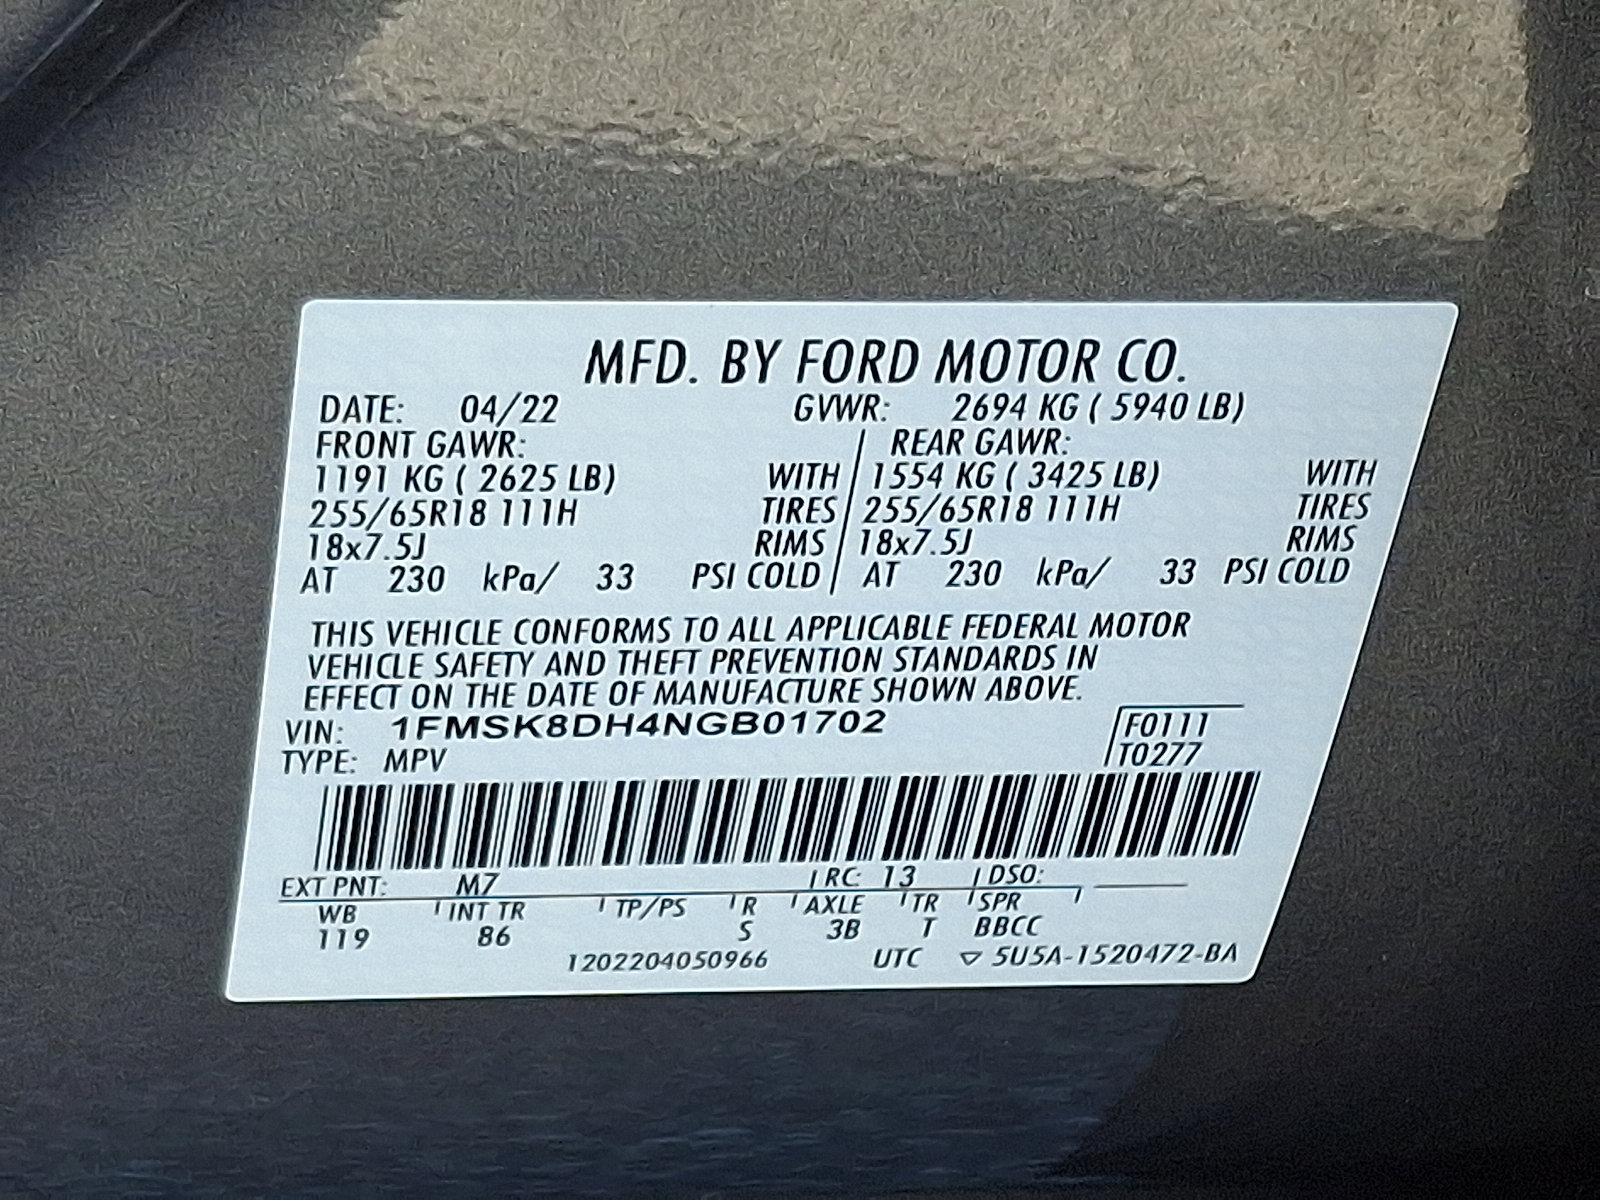 MFD. BY FORD MOTOR CO.
DATE: 04/22 GVWR: 2694 KG ( 5940 LB)
FRONT GAWR: REAR GAWR:
1191 KG ( 2625 LB) WITH 1554 KG ( 3425 LB) WITH
255/65R18 111H TIRES 255/65R18 111H TIRES
18x7.5J RIMS 18x7.5J RIMS
AT 230 kPa/ 33 PSI COLD AT 230 kPa/ 33 PSI COLD
THIS VEHICLE CONFORMS TO ALL APPLICABLE FEDERAL MOTOR
VEHICLE SAFETY AND THEFT PREVENTION STANDARDS IN
EFFECT ON THE DATE OF MANUFACTURE SHOWN ABOVE.
VIN: 1FMSK8DH4NGB01702 F0111
TYPE: MPV T0277
EXT PNT: M7 RC: 13 DSO:
WB INT TR TP/PS R AXLE TR SPR
119 86 S 3B T BBCC
1202204050966 UTC ▽ 5U5A-1520472-BA